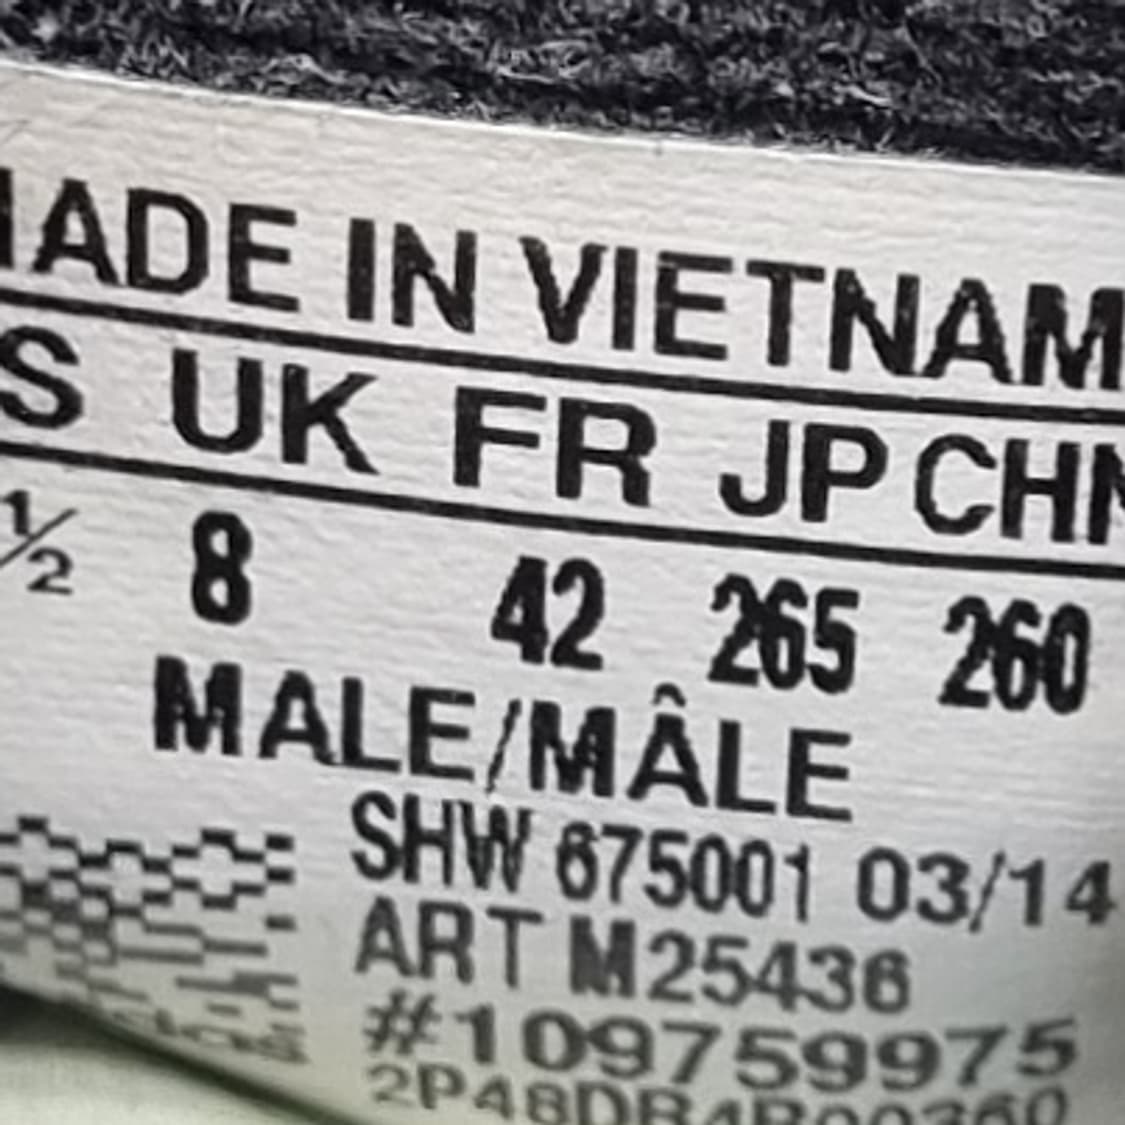 MADE IN VIETNAM
S UK FR JP CHN
½ 8 42 265 260
MALE/MÂLE
SHW 675001 03/14
ART M25436
#109759975